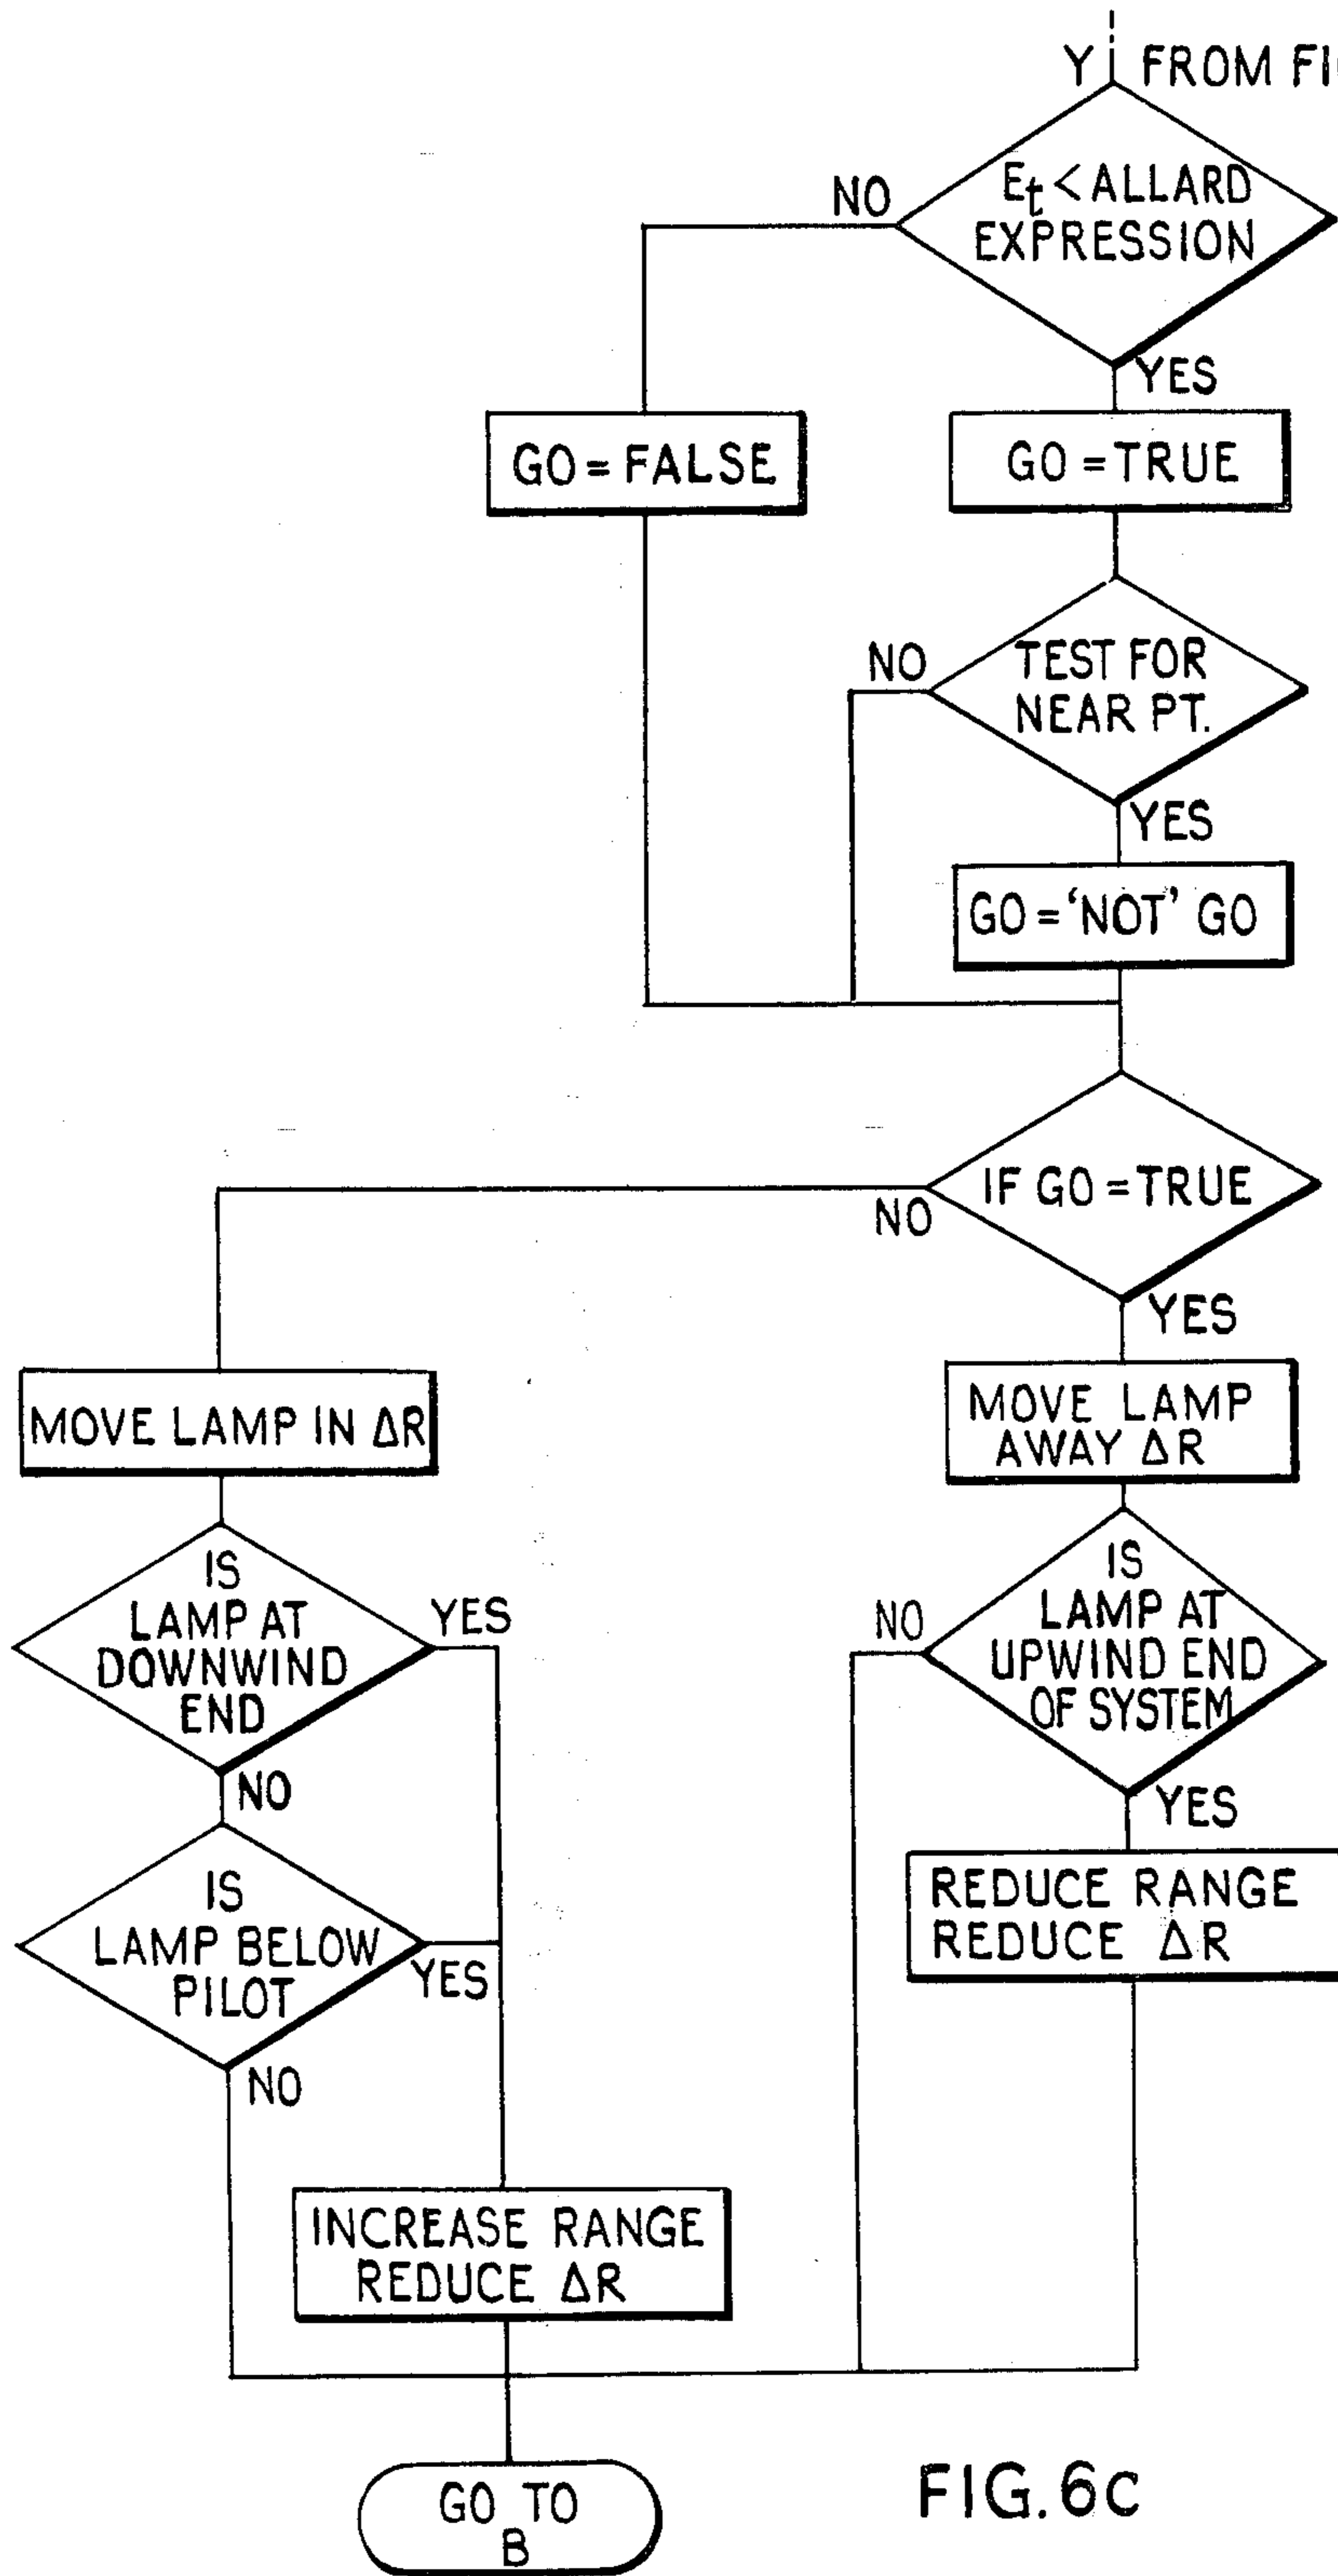 Y FROM
NO
Et < ALLARD
EXPRESSION
YES
GO = FALSE
GO = TRUE
NO
TEST FOR
NEAR PT.
YES
GO = 'NOT' GO
IF GO = TRUE
NO
YES
MOVE LAMP IN ΔR
MOVE LAMP
AWAY ΔR
IS
LAMP AT
DOWNWIND
END
YES
NO
IS
LAMP AT
UPWIND END
OF SYSTEM
NO
YES
IS
LAMP BELOW
PILOT
YES
NO
REDUCE RANGE
REDUCE ΔR
INCREASE RANGE
REDUCE ΔR
GO TO
B
FIG. 6c